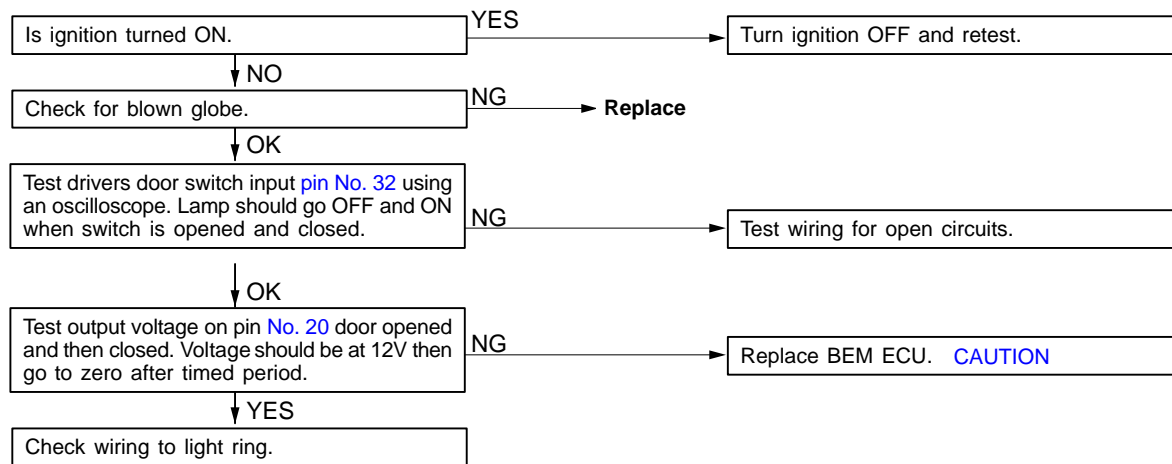 Is ignition turned ON.
YES
Turn ignition OFF and retest.
NO
Check for blown globe.
NG
Replace
OK
Test drivers door switch input pin No. 32 using
an oscilloscope. Lamp should go OFF and ON
when switch is opened and closed.
NG
Test wiring for open circuits.
OK
Test output voltage on pin No. 20 door opened
and then closed. Voltage should be at 12V then
go to zero after timed period.
NG
Replace BEM ECU. CAUTION
YES
Check wiring to light ring.